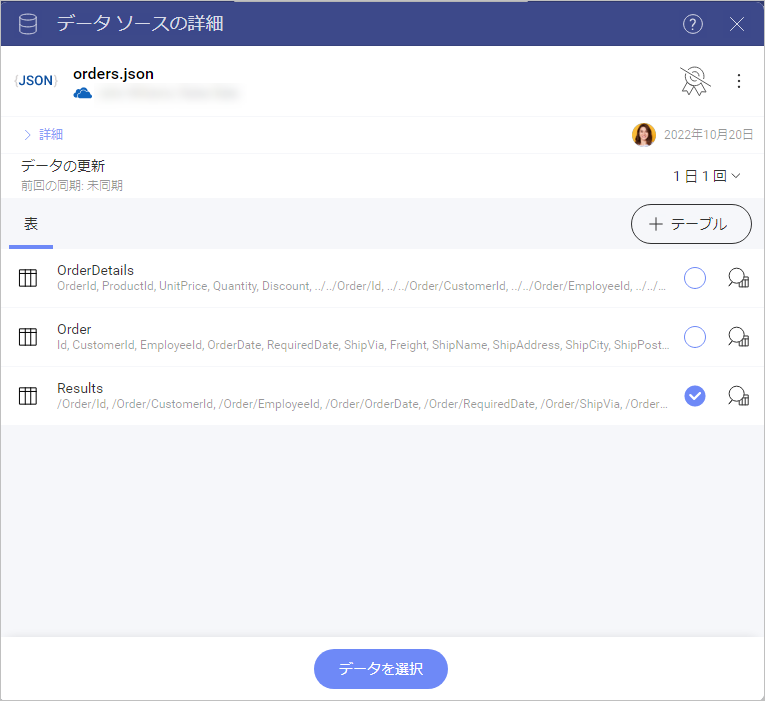 データ ソースの詳細
?
{JSON}
orders.json
詳細
2022年10月20日
データの更新
前回の同期: 未同期
1 日 1 回
表
+ テーブル
OrderDetails
OrderId, ProductId, UnitPrice, Quantity, Discount, ../../Order/Id, ../../Order/CustomerId, ../../Order/EmployeeId, ../../...
Order
Id, CustomerId, EmployeeId, OrderDate, RequiredDate, ShipVia, Freight, ShipName, ShipAddress, ShipCity, ShipPost...
Results
/Order/Id, /Order/CustomerId, /Order/EmployeeId, /Order/OrderDate, /Order/RequiredDate, /Order/ShipVia, /Order...
データを選択